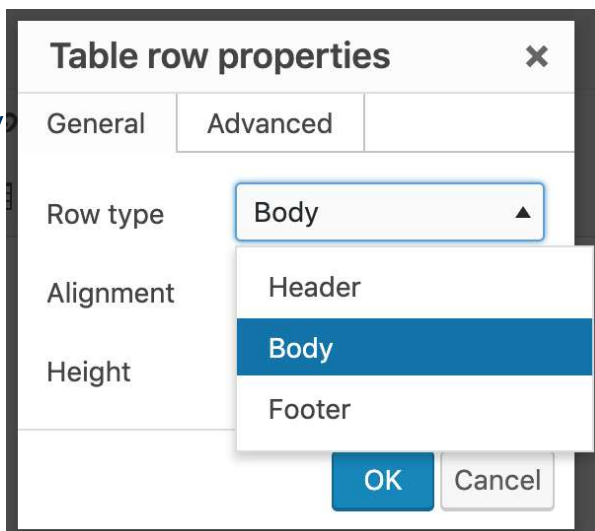 Table row properties ×
General Advanced
Row type Body
Alignment
Header
Body
Height
Footer
OK Cancel